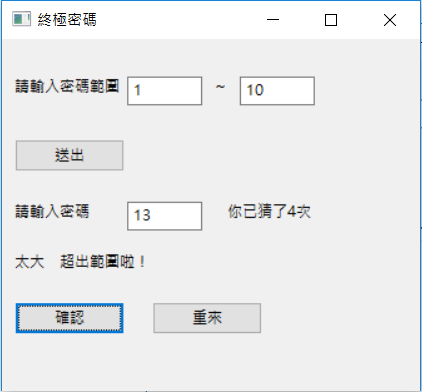 終極密碼
請輸入密碼範圍 1 ~ 10
送出
請輸入密碼 13 你已猜了4次
太大 超出範圍啦！
確認 重來